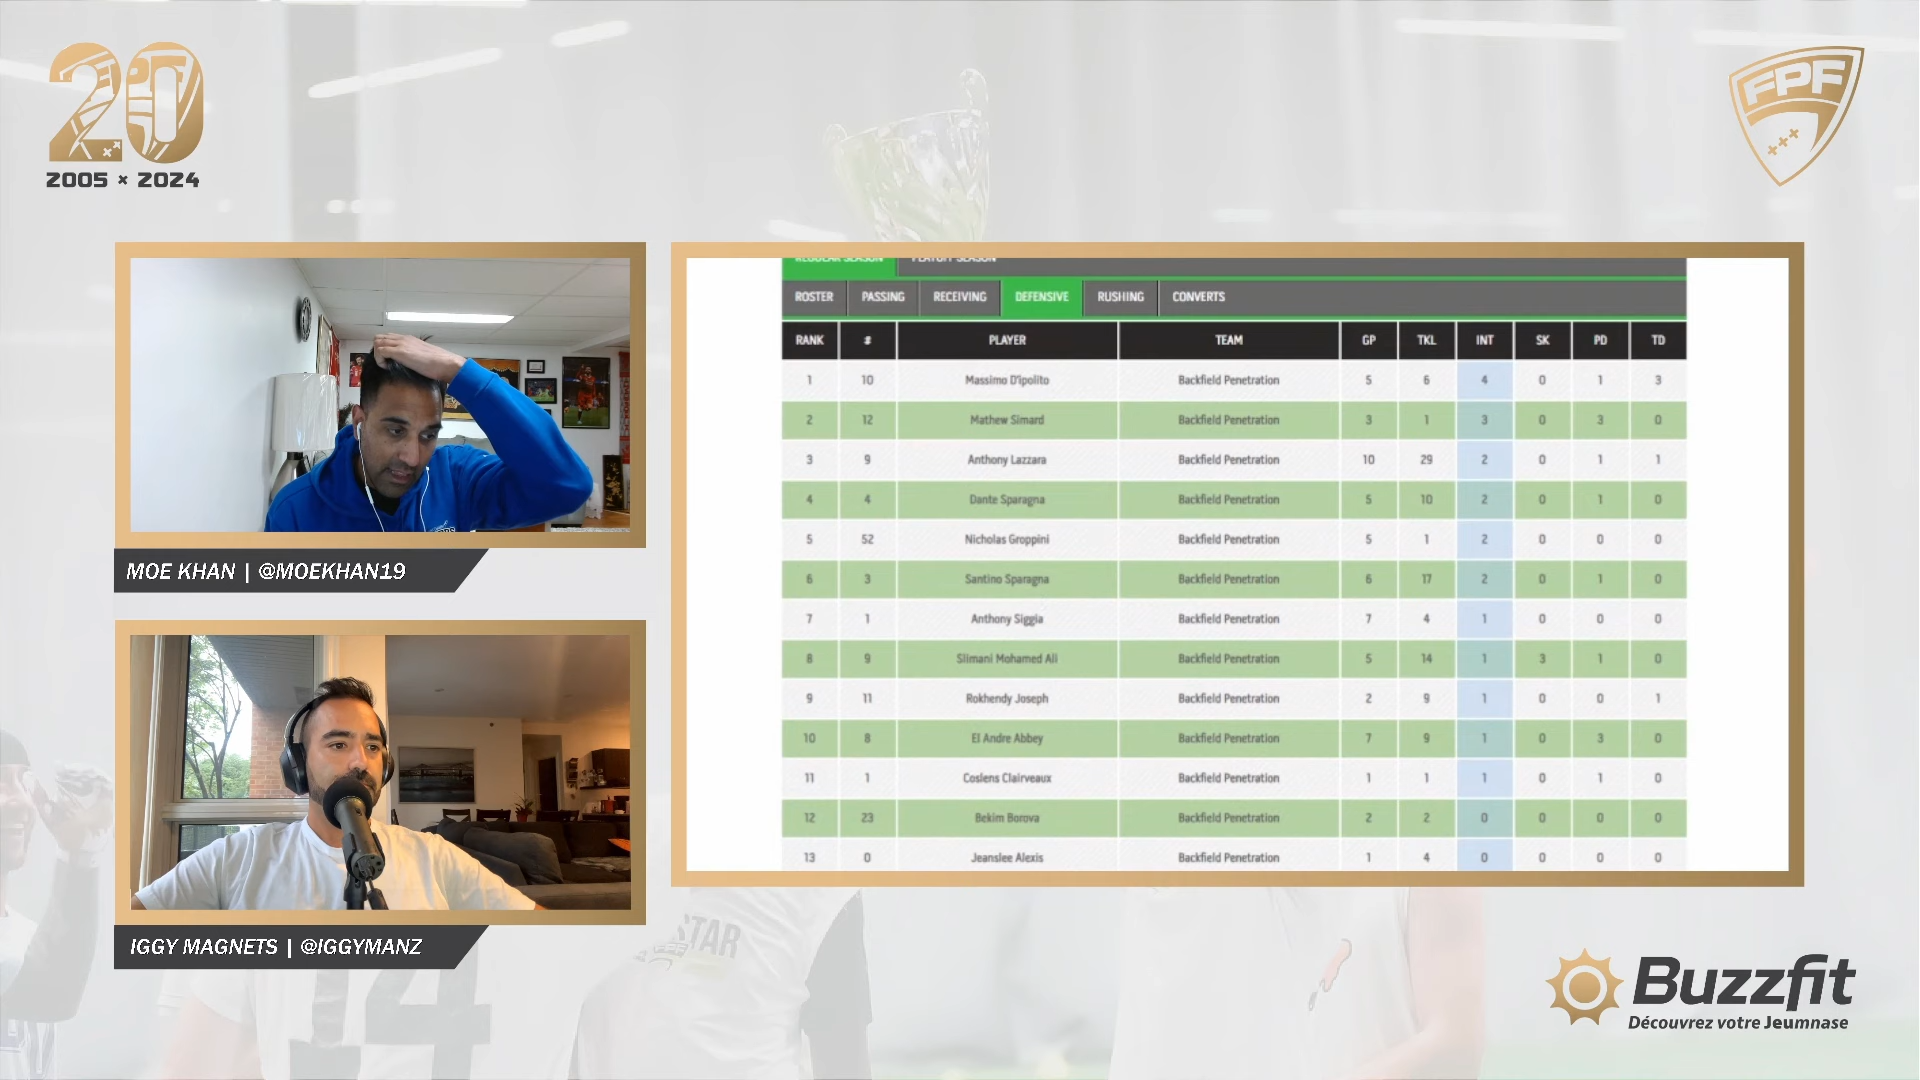 20
2005 × 2024
FPF
REGULAR SEASON PLAYOFF SEASON
ROSTER PASSING RECEIVING DEFENSIVE RUSHING CONVERTS
RANK # PLAYER TEAM GP TKL INT SK PD TD
1 10 Massimo D'ipolito Backfield Penetration 5 6 4 0 1 3
2 12 Mathew Simard Backfield Penetration 3 1 3 0 3 0
3 9 Anthony Lazzara Backfield Penetration 10 29 2 0 1 1
4 4 Dante Sparagna Backfield Penetration 5 10 2 0 1 0
5 52 Nicholas Groppini Backfield Penetration 5 1 2 0 0 0
6 3 Santino Sparagna Backfield Penetration 6 17 2 0 1 0
7 1 Anthony Siggia Backfield Penetration 7 4 1 0 0 0
8 9 Slimani Mohamed Ali Backfield Penetration 5 14 1 3 1 0
9 11 Rokhendy Joseph Backfield Penetration 2 9 1 0 0 1
10 8 El Andre Abbey Backfield Penetration 7 9 1 0 3 0
11 1 Coslens Clairveaux Backfield Penetration 1 1 1 0 1 0
12 23 Bekim Borova Backfield Penetration 2 2 0 0 0 0
13 0 Jeanslee Alexis Backfield Penetration 1 4 0 0 0 0
MOE KHAN | @MOEKHAN19
IGGY MAGNETS | @IGGYMANZ
STAR
14
Buzzfit
Découvrez votre Jeumnase